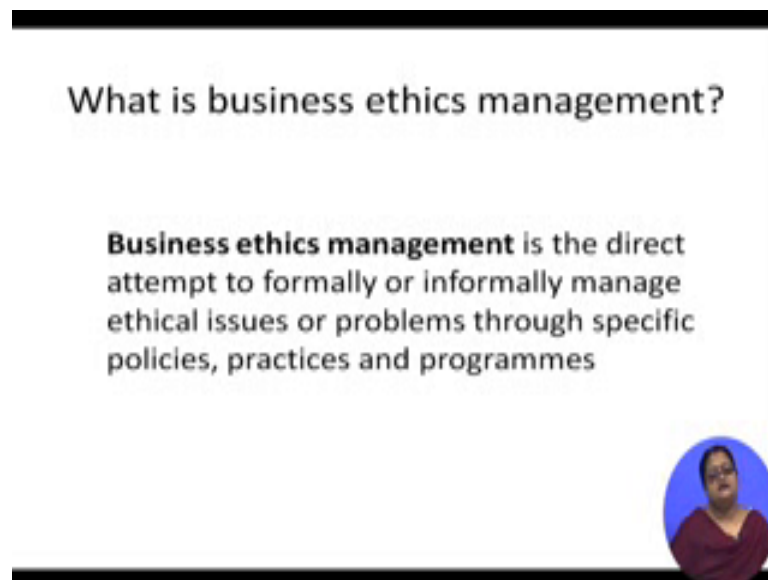 What is business ethics management?
Business ethics management is the direct
attempt to formally or informally manage
ethical issues or problems through specific
policies, practices and programmes